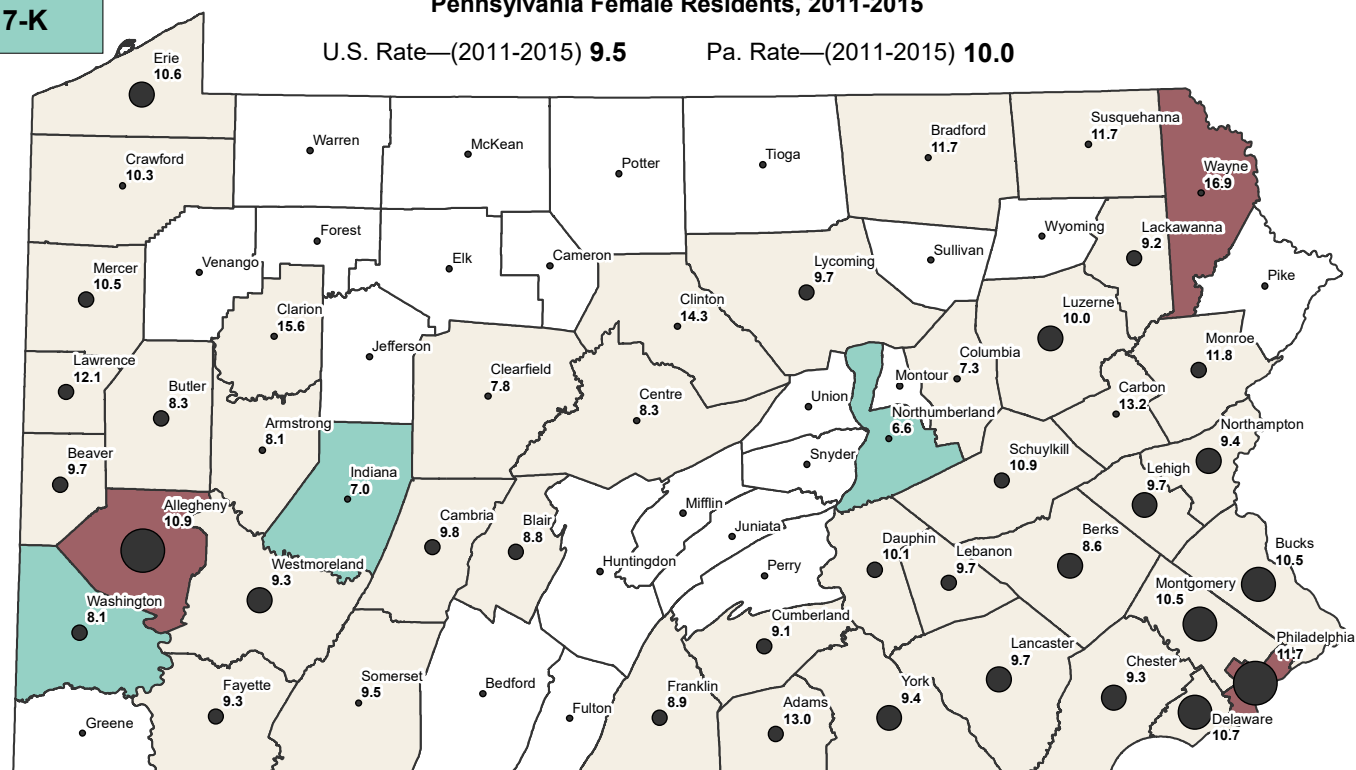 7-K
Pennsylvania Female Residents, 2011-2015
U.S. Rate—(2011-2015) 9.5
Pa. Rate—(2011-2015) 10.0
Erie
10.6
Warren
McKean
Potter
Tioga
Bradford
11.7
Susquehanna
11.7
Wayne
16.9
Crawford
10.3
Forest
Venango
Elk
Cameron
Sullivan
Wyoming
Lackawanna
9.2
Pike
Mercer
10.5
Clarion
15.6
Clinton
14.3
Lycoming
9.7
Luzerne
10.0
Jefferson
Monroe
11.8
Lawrence
12.1
Butler
8.3
Clearfield
7.8
Centre
8.3
Union
Montour
Columbia
7.3
Carbon
13.2
Armstrong
8.1
Northumberland
6.6
Northampton
9.4
Beaver
9.7
Indiana
7.0
Snyder
Schuylkill
10.9
Lehigh
9.7
Allegheny
10.9
Cambria
9.8
Blair
8.8
Mifflin
Juniata
Dauphin
10.1
Lebanon
9.7
Berks
8.6
Bucks
10.5
Westmoreland
9.3
Huntingdon
Perry
Montgomery
10.5
Washington
8.1
Cumberland
9.1
Lancaster
9.7
Philadelphia
11.7
Fayette
9.3
Somerset
9.5
Bedford
Fulton
Franklin
8.9
Adams
13.0
York
9.4
Chester
9.3
Delaware
10.7
Greene